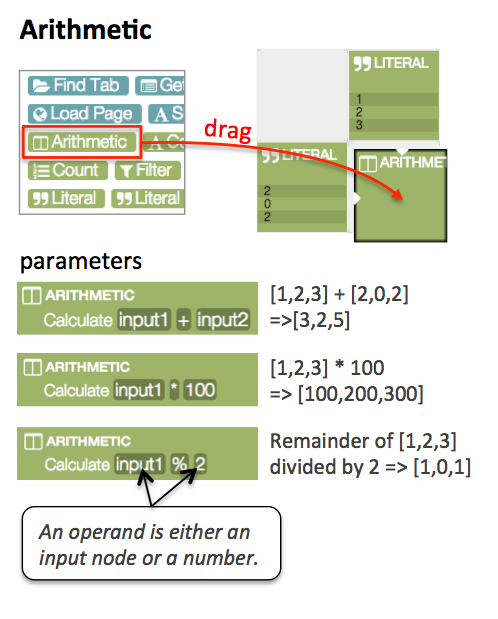 Arithmetic
Find Tab
Load Page
Arithmetic
Count Filter
Literal Literal
drag
LITERAL
1
2
3
LITERAL
2
0
2
parameters
ARITHMETIC
Calculate input1 + input2
[1,2,3] + [2,0,2]
=>[3,2,5]
ARITHMETIC
Calculate input1 * 100
[1,2,3] * 100
=> [100,200,300]
ARITHMETIC
Calculate input1 % 2
Remainder of [1,2,3]
divided by 2 => [1,0,1]
An operand is either an
input node or a number.